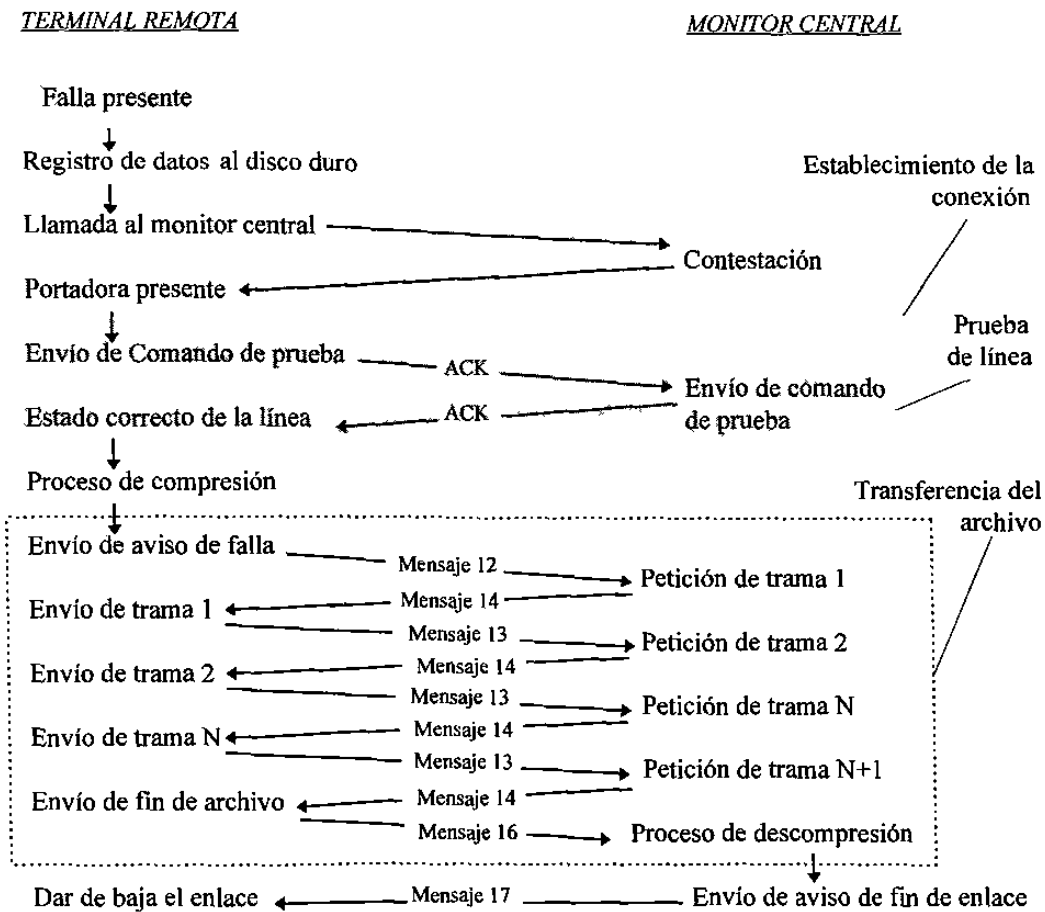 TERMINAL REMOTA
MONITOR CENTRAL
Falla presente
Registro de datos al disco duro
Establecimiento de la
conexión
Llamada al monitor central
Contestación
Portadora presente
Prueba
de línea
Envío de Comando de prueba
ACK
Envío de comando
de prueba
Estado correcto de la línea
ACK
Proceso de compresión
Transferencia del
archivo
Envío de aviso de falla
Mensaje 12
Petición de trama 1
Envío de trama 1
Mensaje 14
Mensaje 13
Petición de trama 2
Envío de trama 2
Mensaje 14
Mensaje 13
Petición de trama N
Envío de trama N
Mensaje 14
Mensaje 13
Petición de trama N+1
Envío de fin de archivo
Mensaje 14
Mensaje 16
Proceso de descompresión
Dar de baja el enlace
Mensaje 17
Envío de aviso de fin de enlace